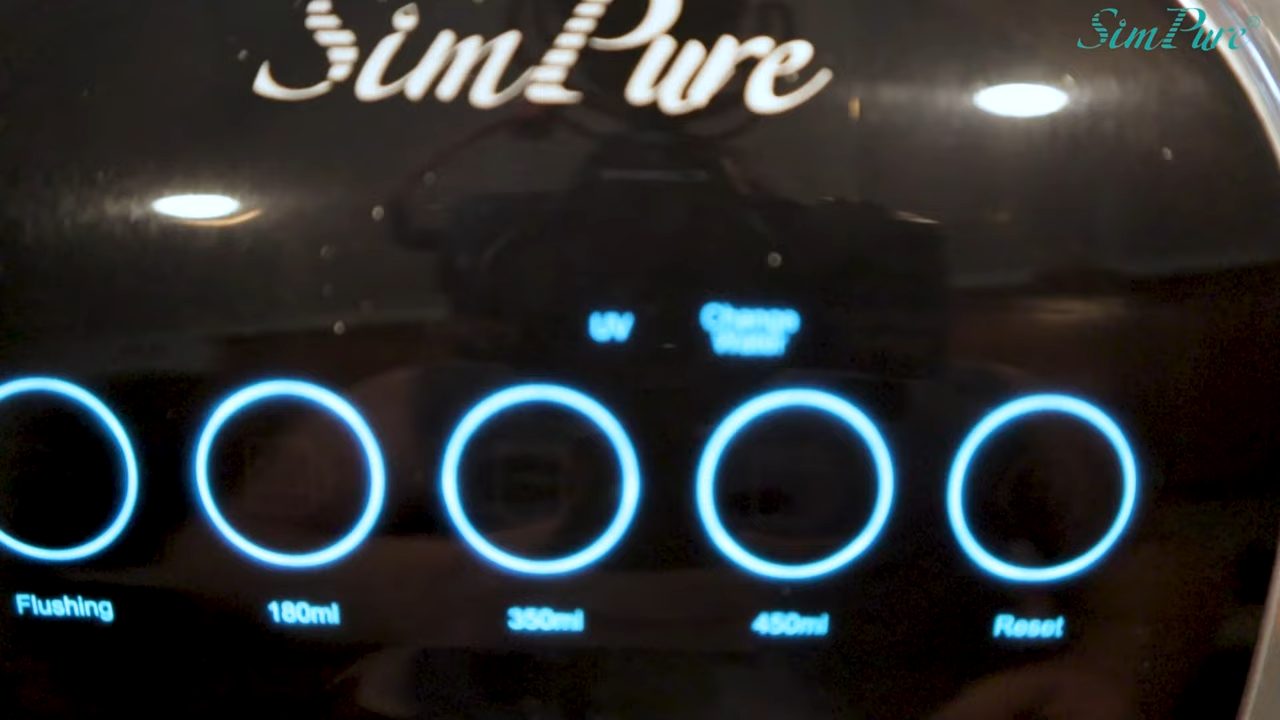 SimPure
SimPure®
UV
Change
Water
Flushing
180ml
350ml
450ml
Reset